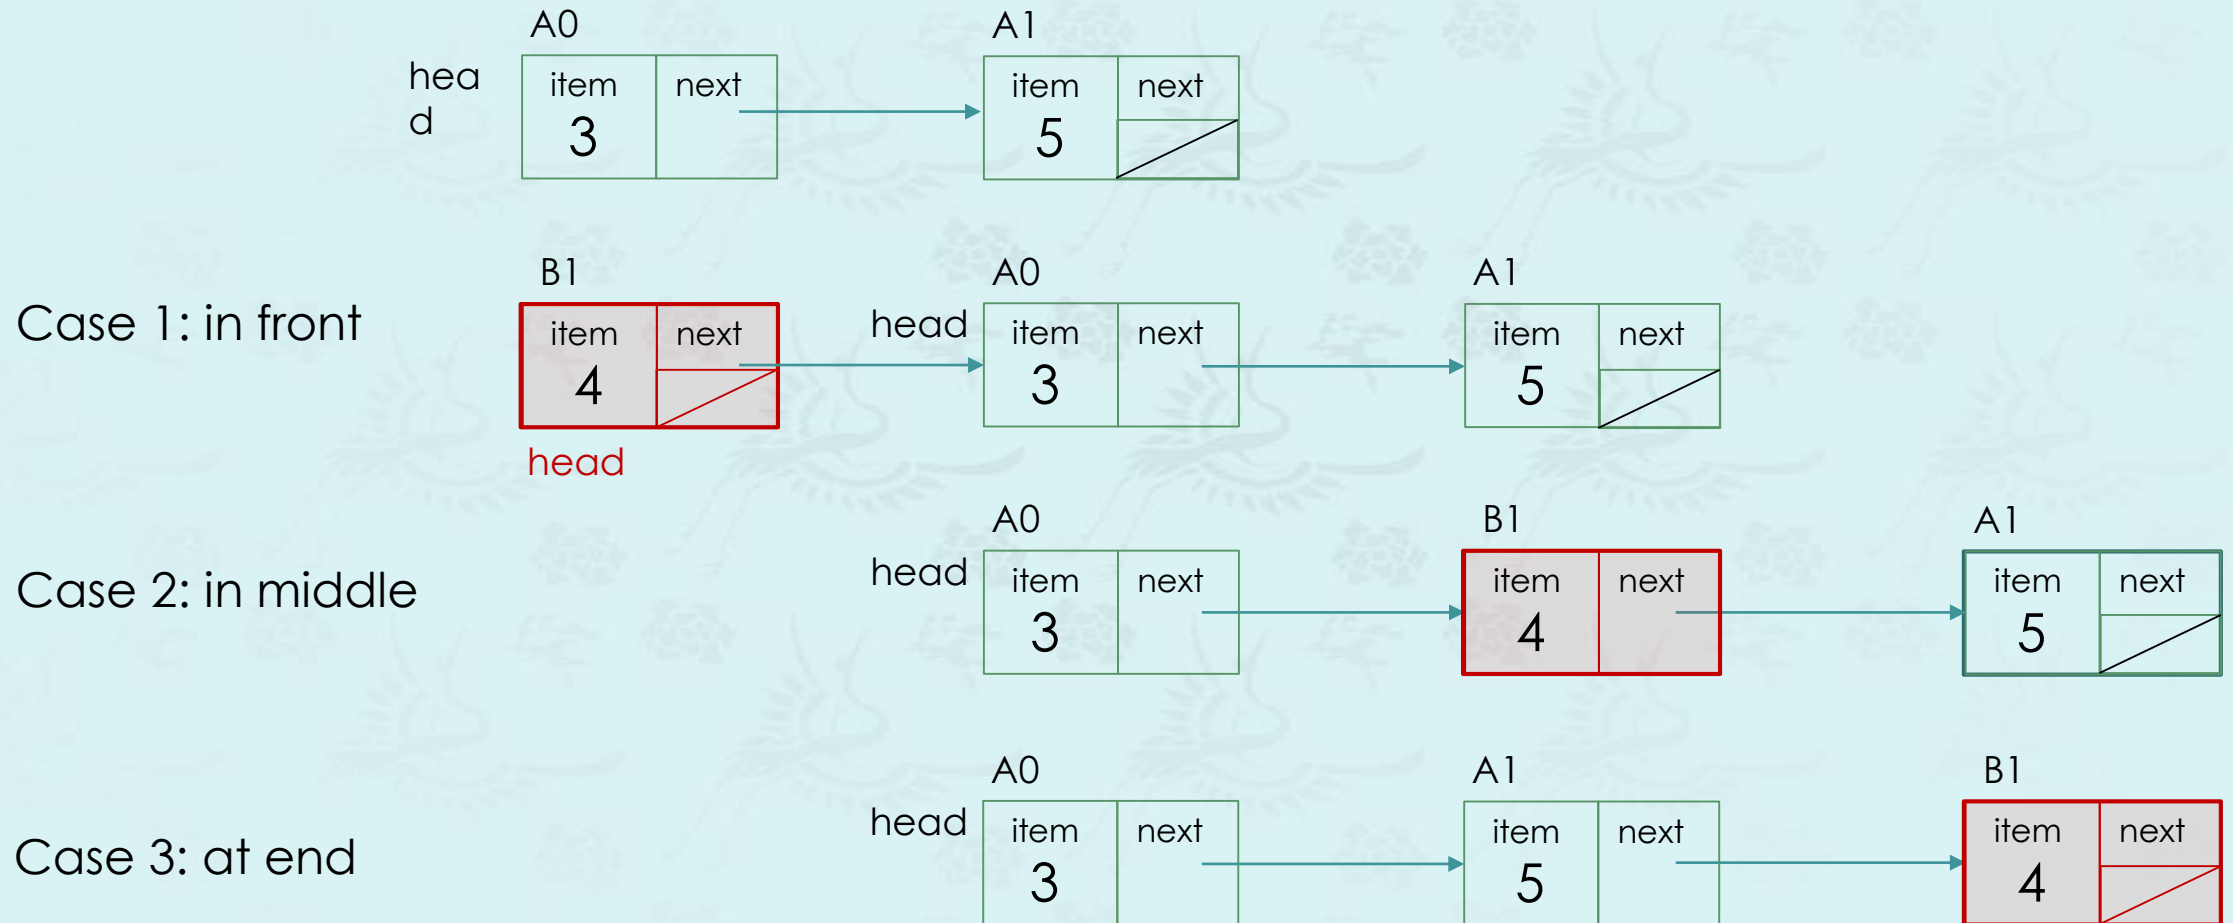 A0 A1
hea
d
item next item next
3 5
B1 A0 A1
Case 1: in front
head
item next item next item next
4 3 5
head
A0 B1 A1
Case 2: in middle
head
item next item next item next
3 4 5
A0 A1 B1
Case 3: at end
head
item next item next item next
3 5 4